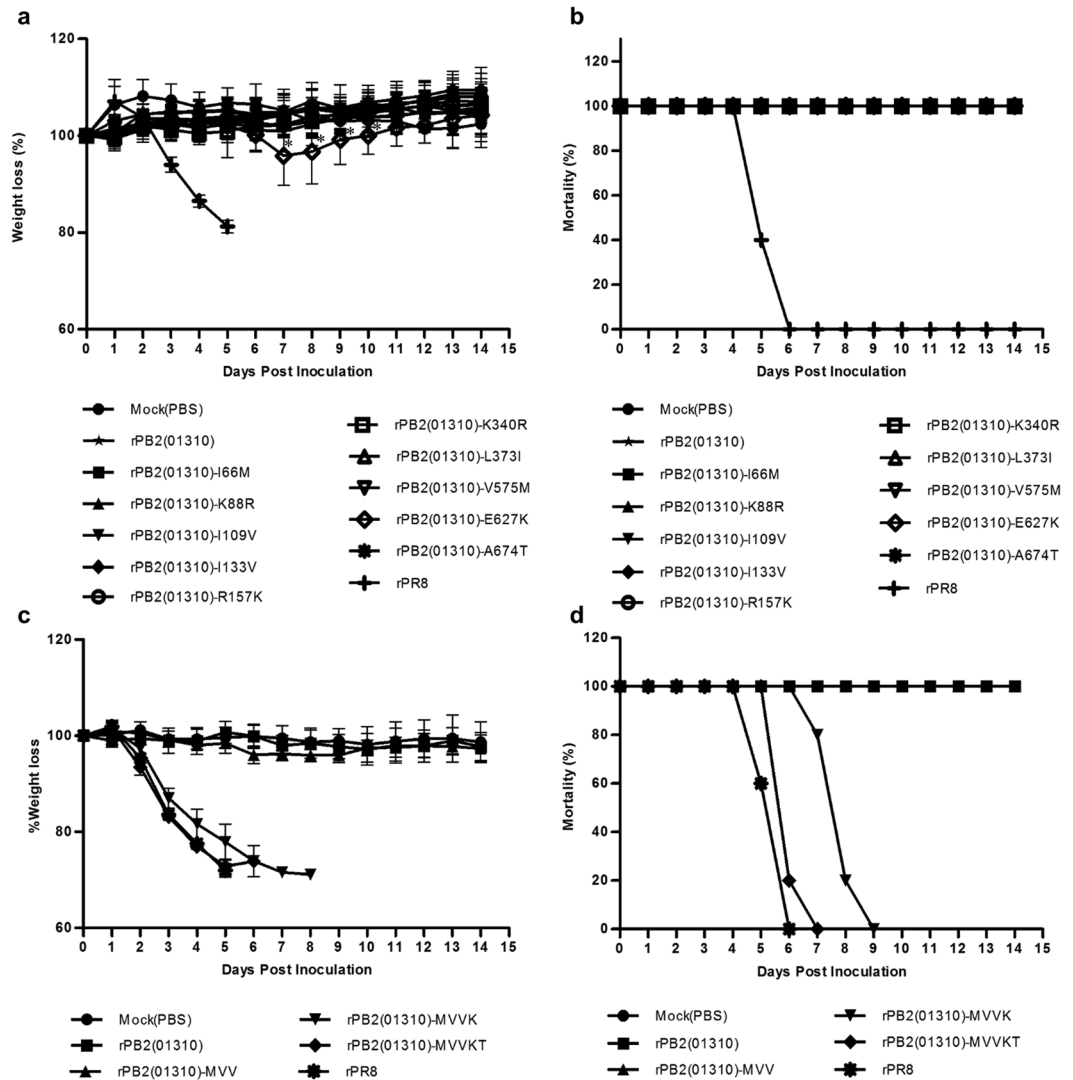 a
120
100
80
60
Weight loss (%)
* * * *
0 1 2 3 4 5 6 7 8 9 10 11 12 13 14 15
Days Post Inoculation
Mock(PBS)
rPB2(01310)
rPB2(01310)-I66M
rPB2(01310)-K88R
rPB2(01310)-I109V
rPB2(01310)-I133V
rPB2(01310)-R157K
rPB2(01310)-K340R
rPB2(01310)-L373I
rPB2(01310)-V575M
rPB2(01310)-E627K
rPB2(01310)-A674T
rPR8
b
120
100
80
60
40
20
0
Mortality (%)
0 1 2 3 4 5 6 7 8 9 10 11 12 13 14 15
Days Post Inoculation
Mock(PBS)
rPB2(01310)
rPB2(01310)-I66M
rPB2(01310)-K88R
rPB2(01310)-I109V
rPB2(01310)-I133V
rPB2(01310)-R157K
rPB2(01310)-K340R
rPB2(01310)-L373I
rPB2(01310)-V575M
rPB2(01310)-E627K
rPB2(01310)-A674T
rPR8
c
120
100
80
60
%Weight loss
0 1 2 3 4 5 6 7 8 9 10 11 12 13 14 15
Days Post Inoculation
Mock(PBS)
rPB2(01310)
rPB2(01310)-MVV
rPB2(01310)-MVVK
rPB2(01310)-MVVKT
rPR8
d
120
100
80
60
40
20
0
Mortality (%)
0 1 2 3 4 5 6 7 8 9 10 11 12 13 14 15
Days Post Inoculation
Mock(PBS)
rPB2(01310)
rPB2(01310)-MVV
rPB2(01310)-MVVK
rPB2(01310)-MVVKT
rPR8